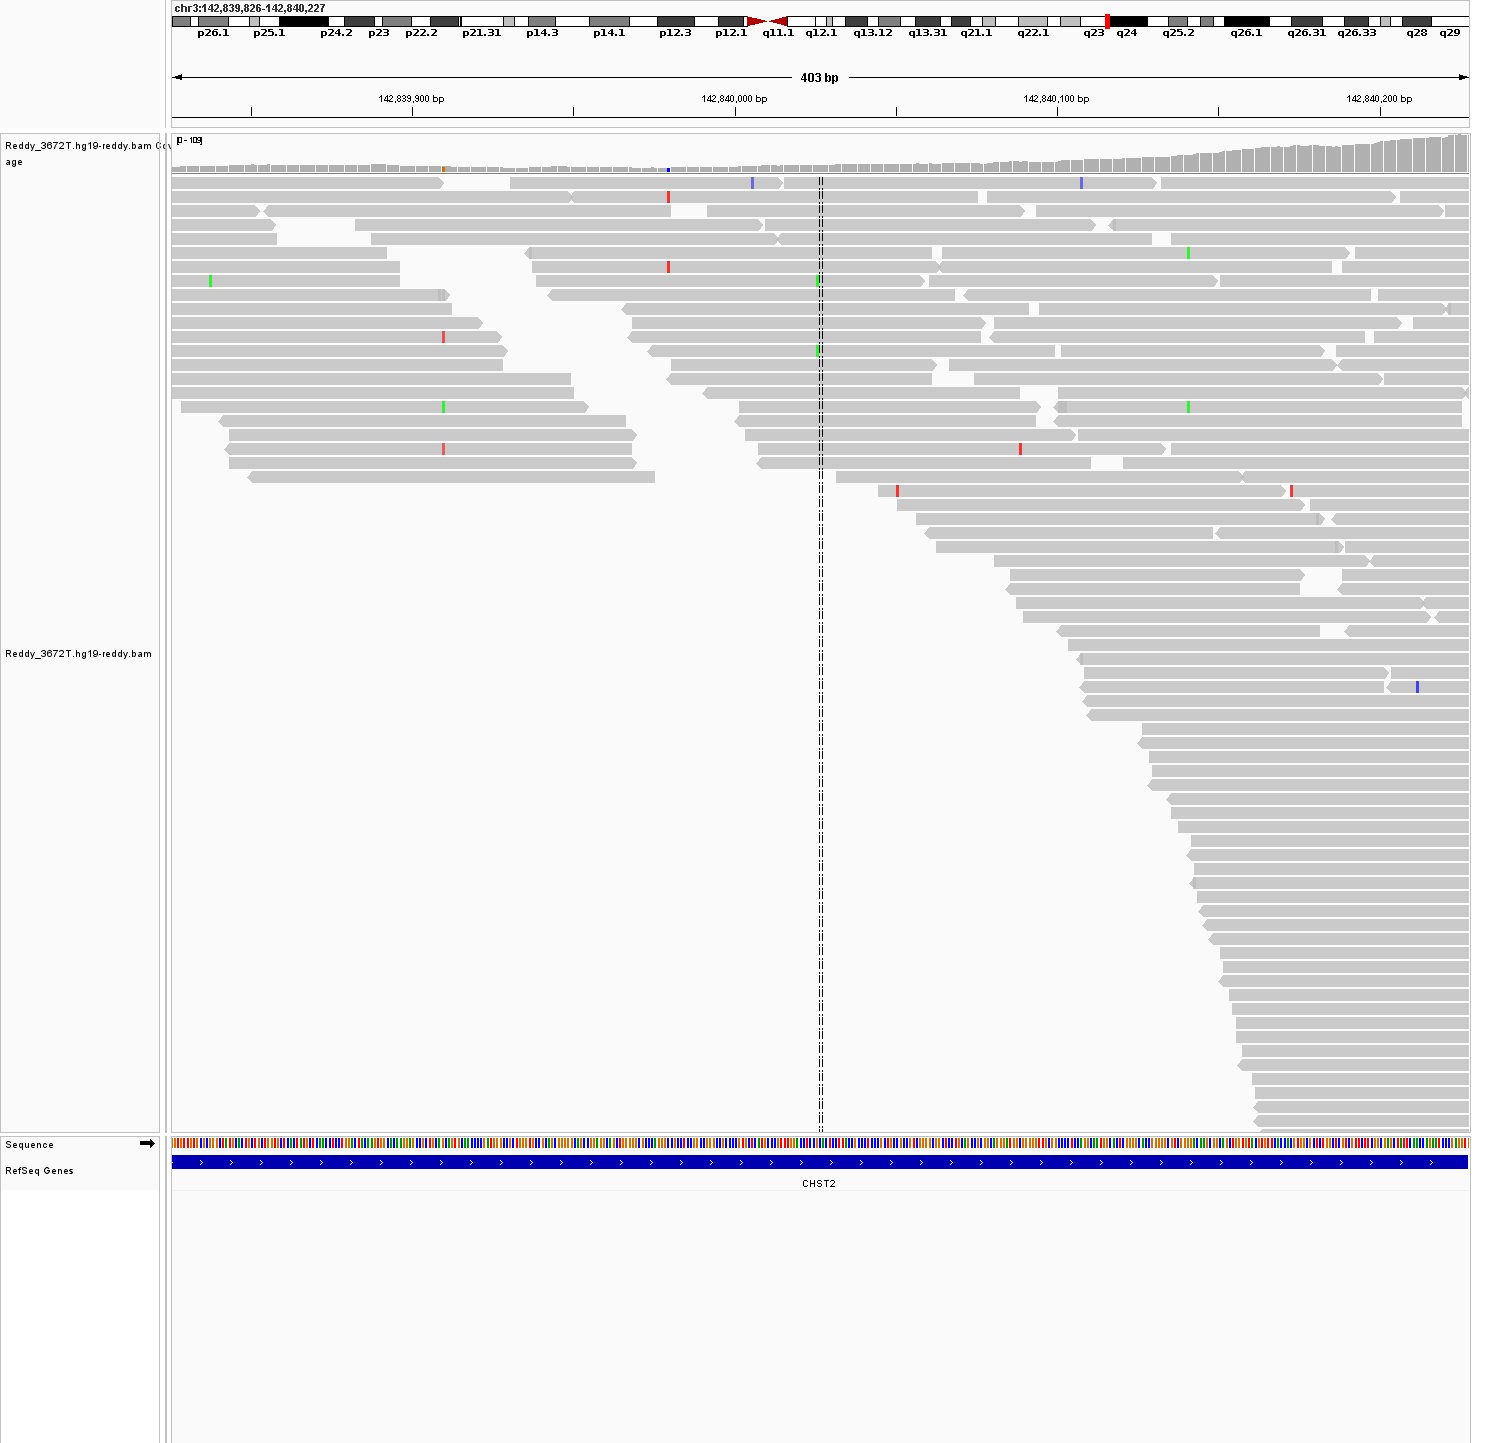 chr3:142,839,826-142,840,227
p26.1 p25.1 p24.2 p23 p22.2 p21.31 p14.3 p14.1 p12.3 p12.1 q11.1 q12.1 q13.12 q13.31 q21.1 q22.1 q23 q24 q25.2 q26.1 q26.31 q26.33 q28 q29
403 bp
142,839,900 bp 142,840,000 bp 142,840,100 bp 142,840,200 bp
[0 - 109]
Reddy_3672T.hg19-reddy.bam Cov
age
Reddy_3672T.hg19-reddy.bam
Sequence
RefSeq Genes
CHST2